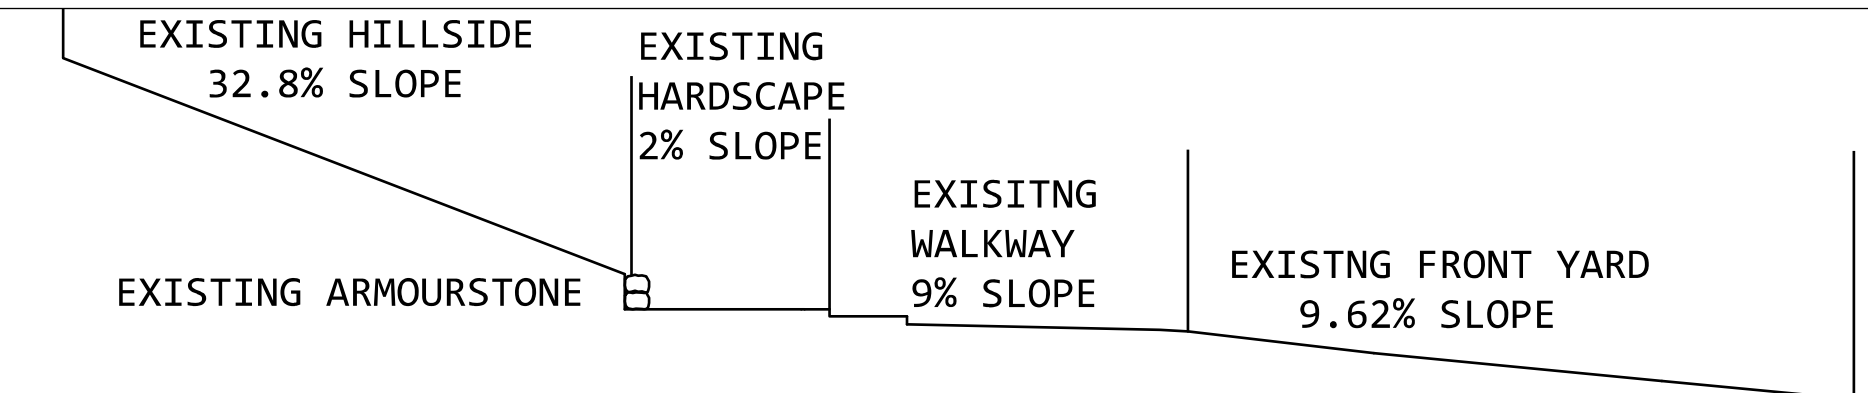 EXISTING HILLSIDE
32.8% SLOPE
EXISTING
HARDSCAPE
2% SLOPE
EXISITNG
WALKWAY
9% SLOPE
EXISTNG FRONT YARD
9.62% SLOPE
EXISTING ARMOURSTONE